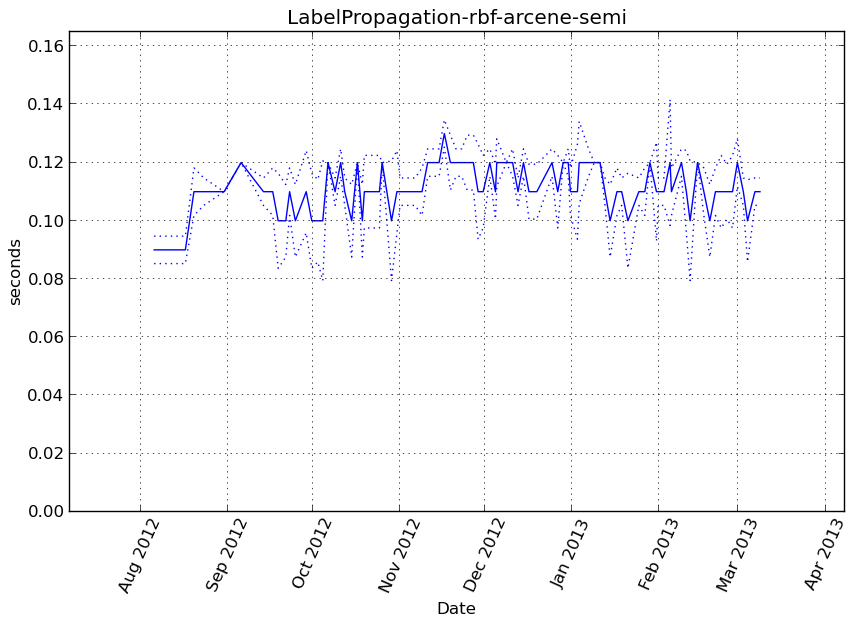 LabelPropagation-rbf-arcene-semi
0.16
0.14
0.12
0.10
0.08
0.06
0.04
0.02
0.00
seconds
Aug 2012
Sep 2012
Oct 2012
Nov 2012
Dec 2012
Jan 2013
Feb 2013
Mar 2013
Apr 2013
Date